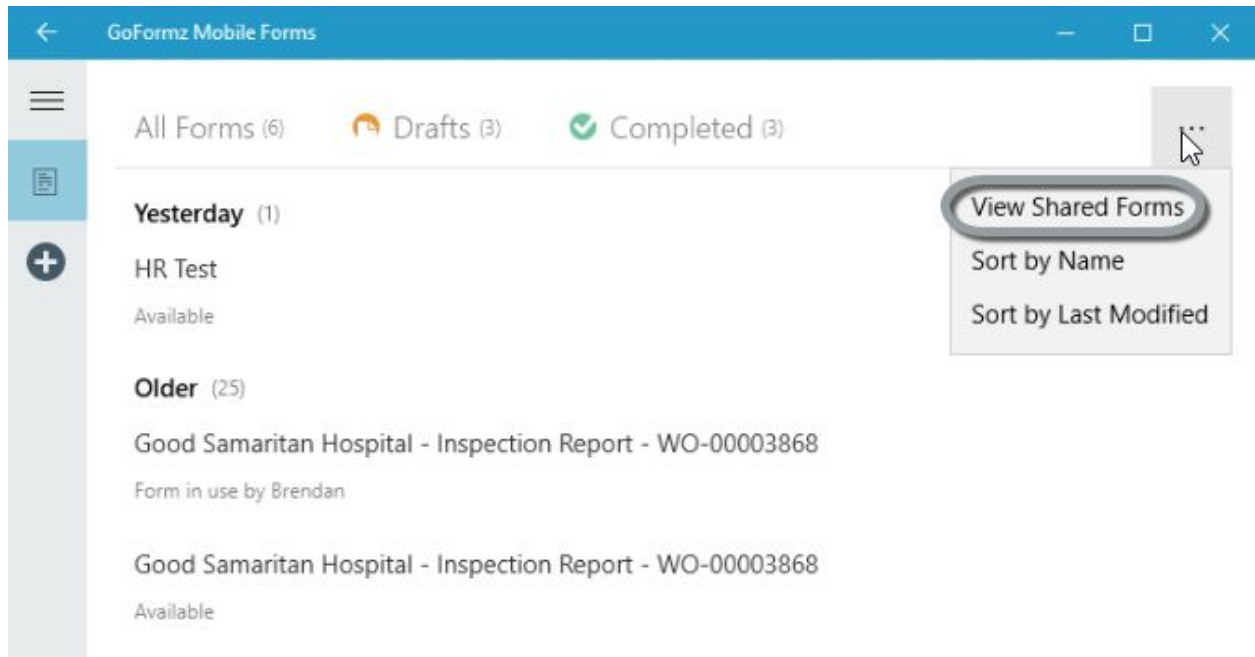 GoFormz Mobile Forms
All Forms (6) Drafts (3) Completed (3)
...
View Shared Forms
Sort by Name
Sort by Last Modified
Yesterday (1)
HR Test
Available
Older (25)
Good Samaritan Hospital - Inspection Report - WO-00003868
Form in use by Brendan
Good Samaritan Hospital - Inspection Report - WO-00003868
Available